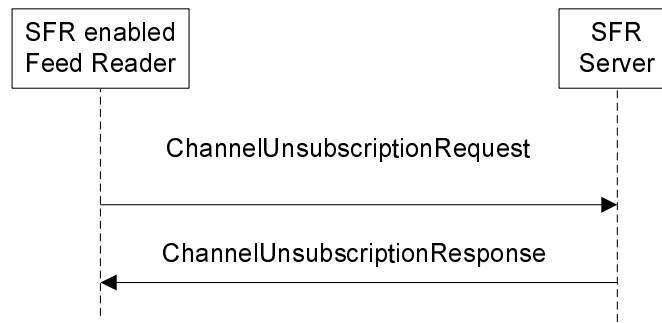 SFR enabled
Feed Reader
SFR
Server
ChannelUnsubscriptionRequest
ChannelUnsubscriptionResponse